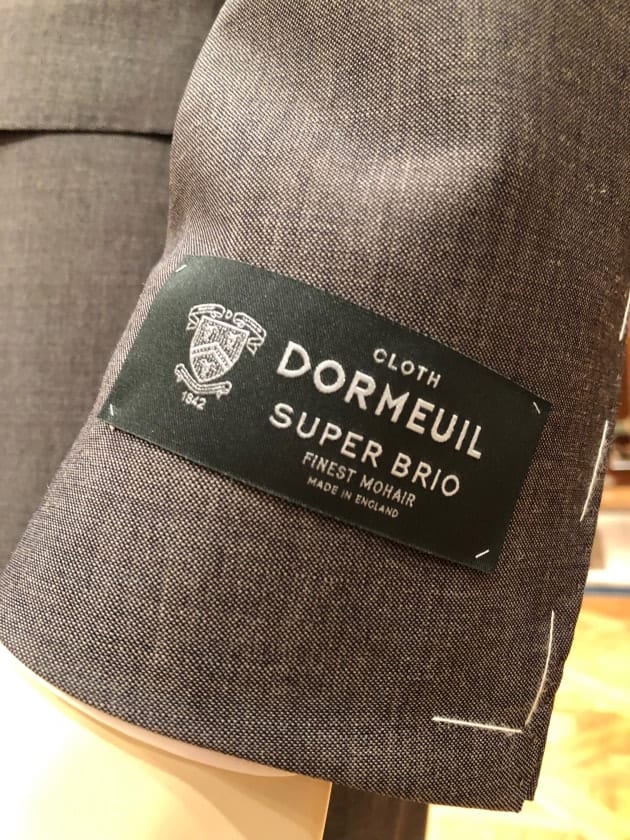 D
1842
CLOTH
DORMEUIL
SUPER BRIO
FINEST MOHAIR
MADE IN ENGLAND